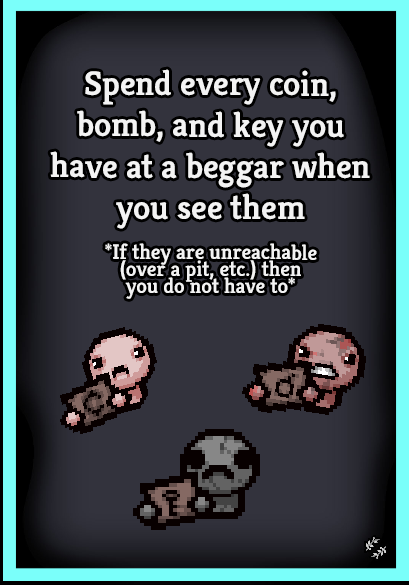 Spend every coin,
bomb, and key you
have at a beggar when
you see them
*If they are unreachable
(over a pit, etc.) then
you do not have to*